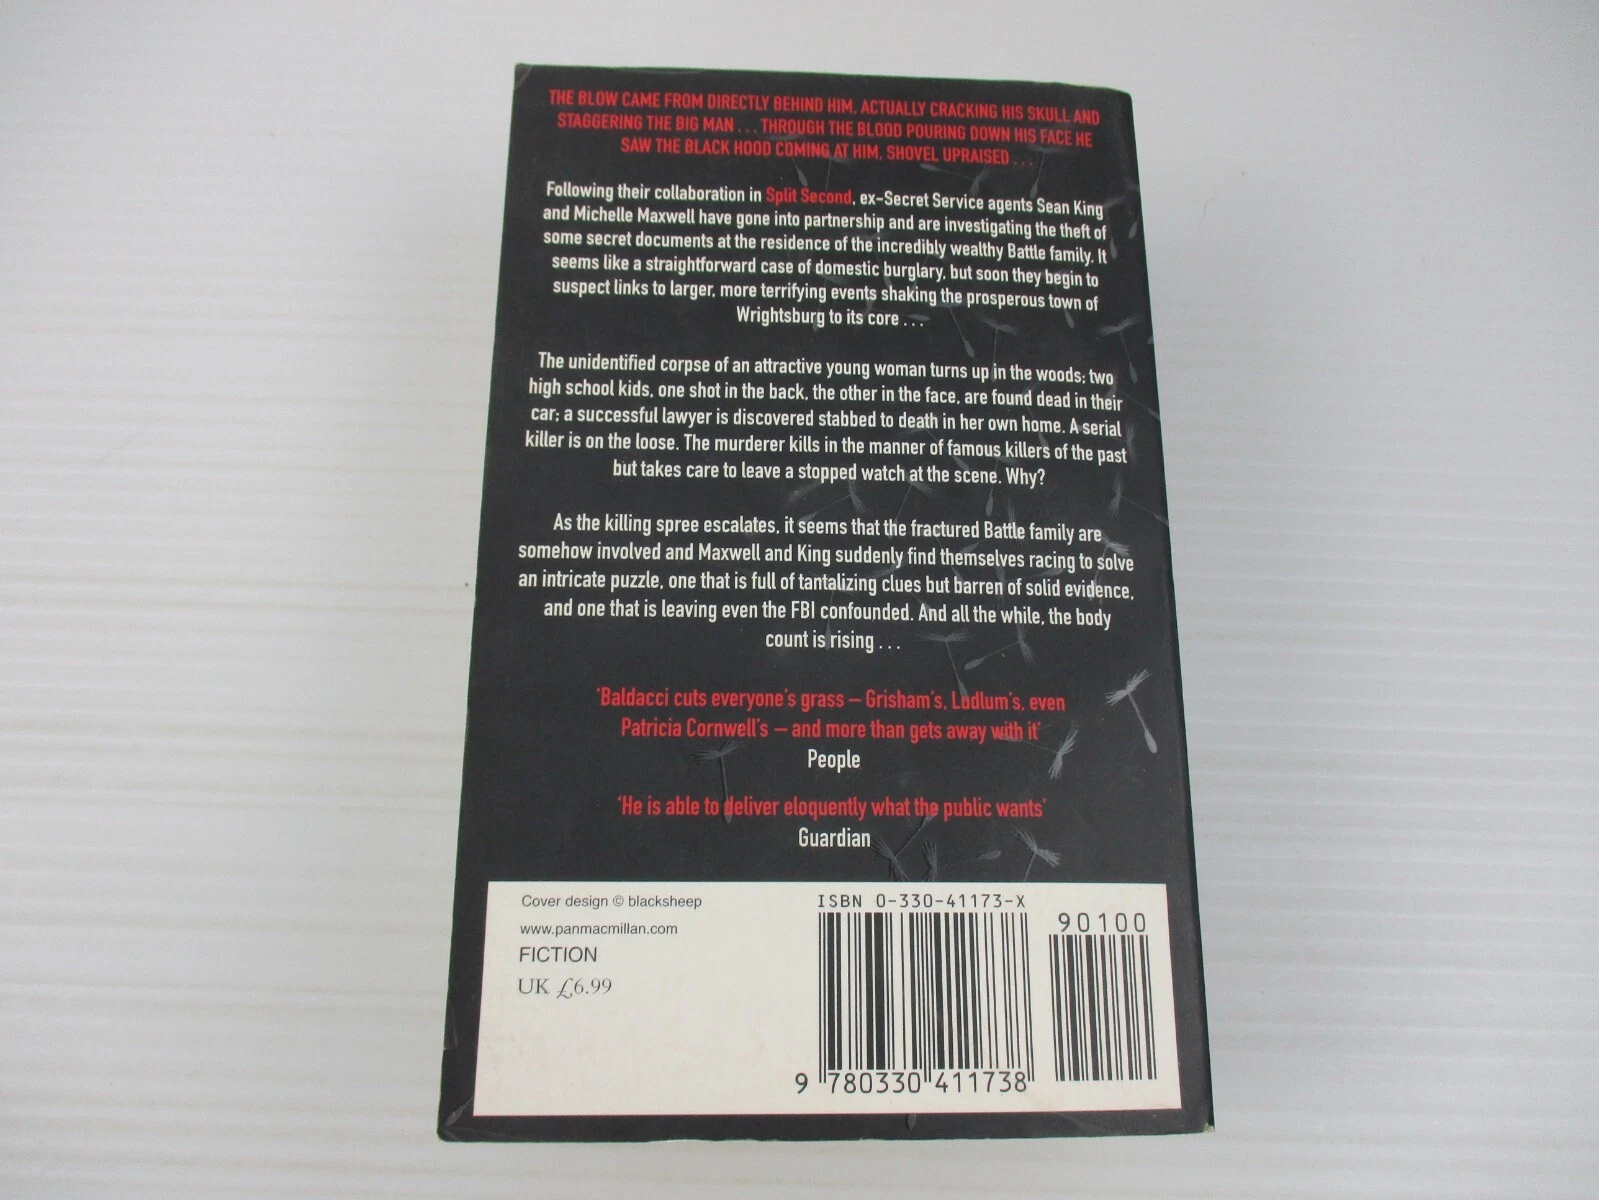 THE BLOW CAME FROM DIRECTLY BEHIND HIM, ACTUALLY CRACKING HIS SKULL AND
STAGGERING THE BIG MAN . . . THROUGH THE BLOOD POURING DOWN HIS FACE HE
SAW THE BLACK HOOD COMING AT HIM, SHOVEL UPRAISED . . .
Following their collaboration in Split Second, ex-Secret Service agents Sean King
and Michelle Maxwell have gone into partnership and are investigating the theft of
some secret documents at the residence of the incredibly wealthy Battle family. It
seems like a straightforward case of domestic burglary, but soon they begin to
suspect links to larger, more terrifying events shaking the prosperous town of
Wrightsburg to its core . . .
The unidentified corpse of an attractive young woman turns up in the woods; two
high school kids, one shot in the back, the other in the face, are found dead in their
car; a successful lawyer is discovered stabbed to death in her own home. A serial
killer is on the loose. The murderer kills in the manner of famous killers of the past
but takes care to leave a stopped watch at the scene. Why?
As the killing spree escalates, it seems that the fractured Battle family are
somehow involved and Maxwell and King suddenly find themselves racing to solve
an intricate puzzle, one that is full of tantalizing clues but barren of solid evidence,
and one that is leaving even the FBI confounded. And all the while, the body
count is rising . . .
'Baldacci cuts everyone's grass – Grisham's, Ludlum's, even
Patricia Cornwell's – and more than gets away with it'
People
'He is able to deliver eloquently what the public wants'
Guardian
Cover design © blacksheep
www.panmacmillan.com
FICTION
UK £6.99
ISBN 0-330-41173-X
90100
9 780330 411738